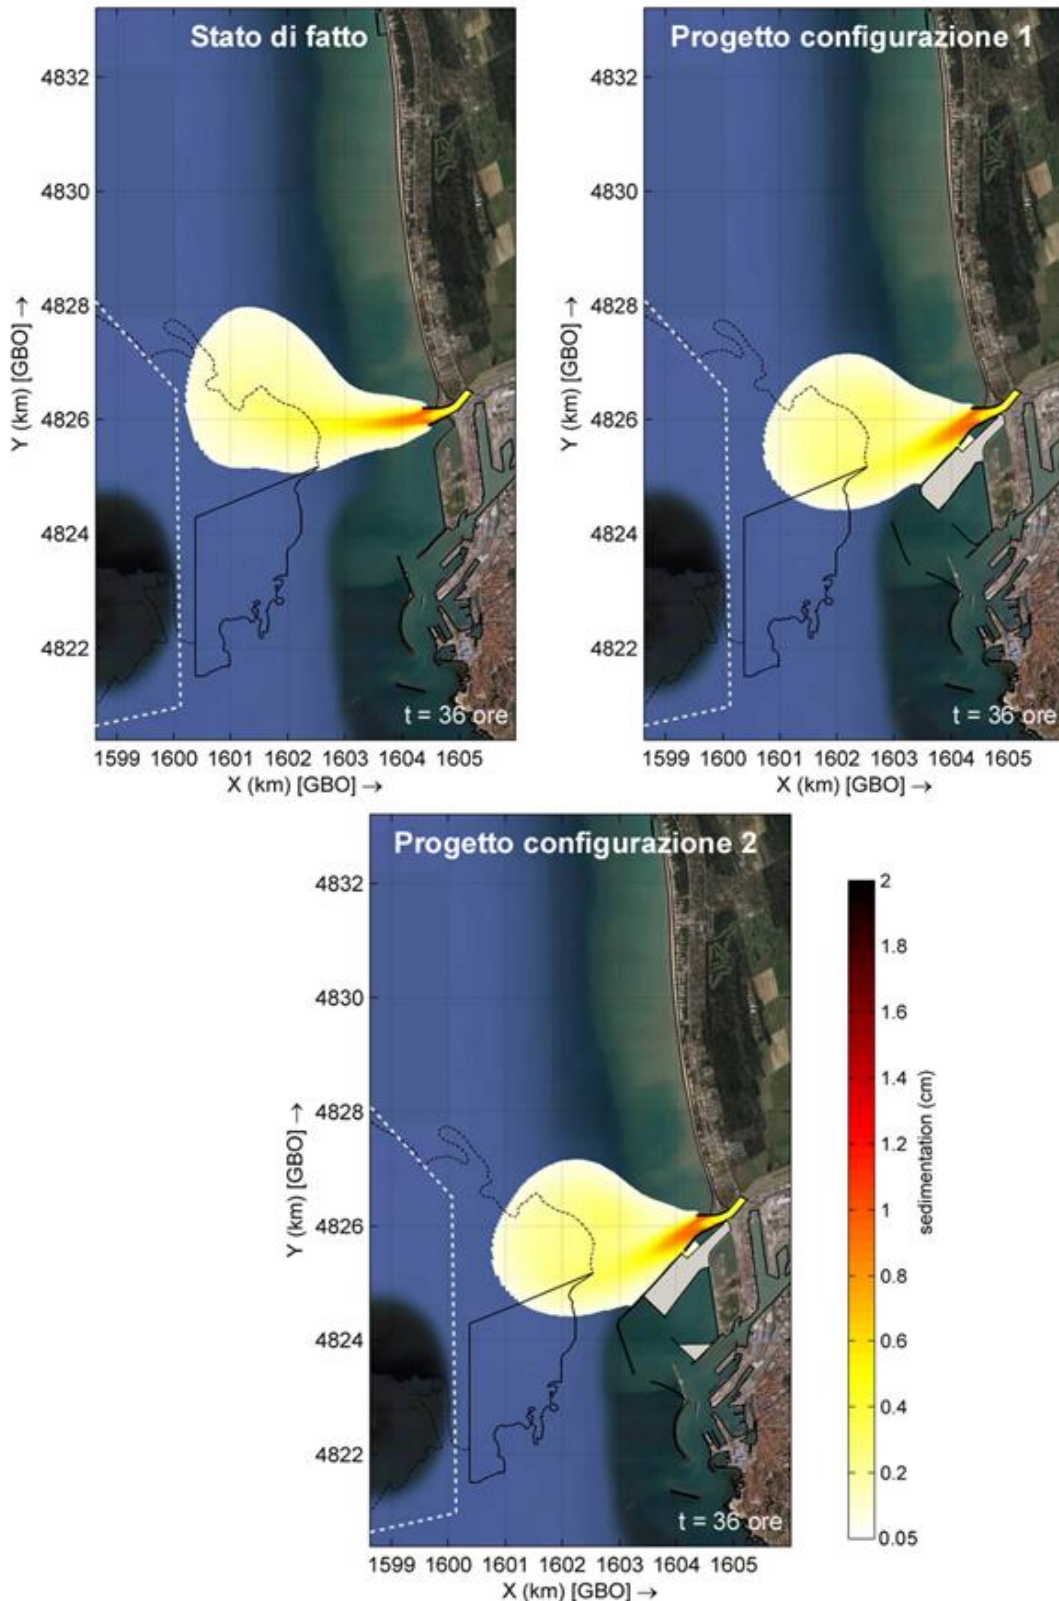 Stato di fatto
4832
4830
4828
4826
4824
4822
Y (km) [GBO] →
t = 36 ore
1599 1600 1601 1602 1603 1604 1605
X (km) [GBO] →
Progetto configurazione 1
4832
4830
4828
4826
4824
4822
Y (km) [GBO] →
t = 36 ore
1599 1600 1601 1602 1603 1604 1605
X (km) [GBO] →
Progetto configurazione 2
4832
4830
4828
4826
4824
4822
Y (km) [GBO] →
t = 36 ore
1599 1600 1601 1602 1603 1604 1605
X (km) [GBO] →
2
1.8
1.6
1.4
1.2
1
0.8
0.6
0.4
0.2
0.05
sedimentation (cm)